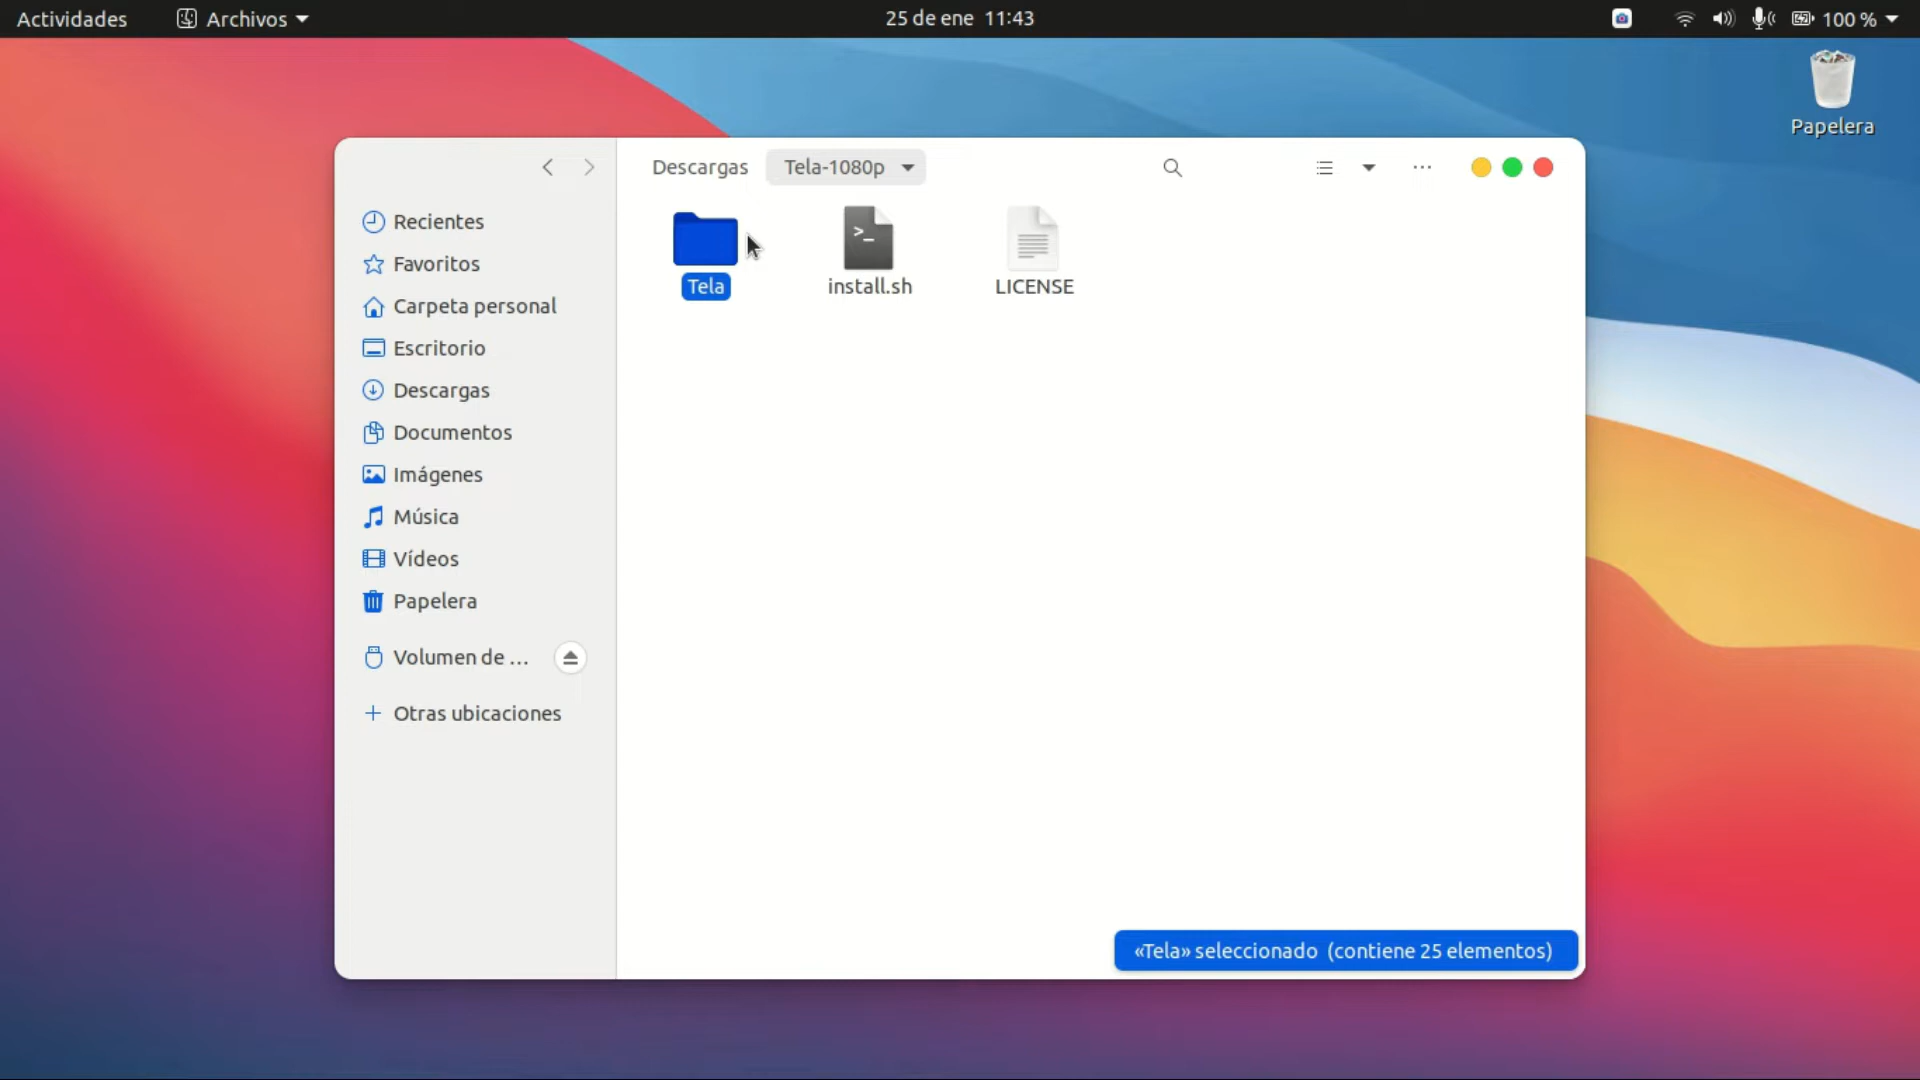 Actividades
Archivos
25 de ene 11:43
100 %
Papelera
Descargas
Tela-1080p
Recientes
Favoritos
Carpeta personal
Escritorio
Descargas
Documentos
Imágenes
Música
Vídeos
Papelera
Volumen de ...
Otras ubicaciones
>_
Tela
install.sh
LICENSE
«Tela» seleccionado (contiene 25 elementos)